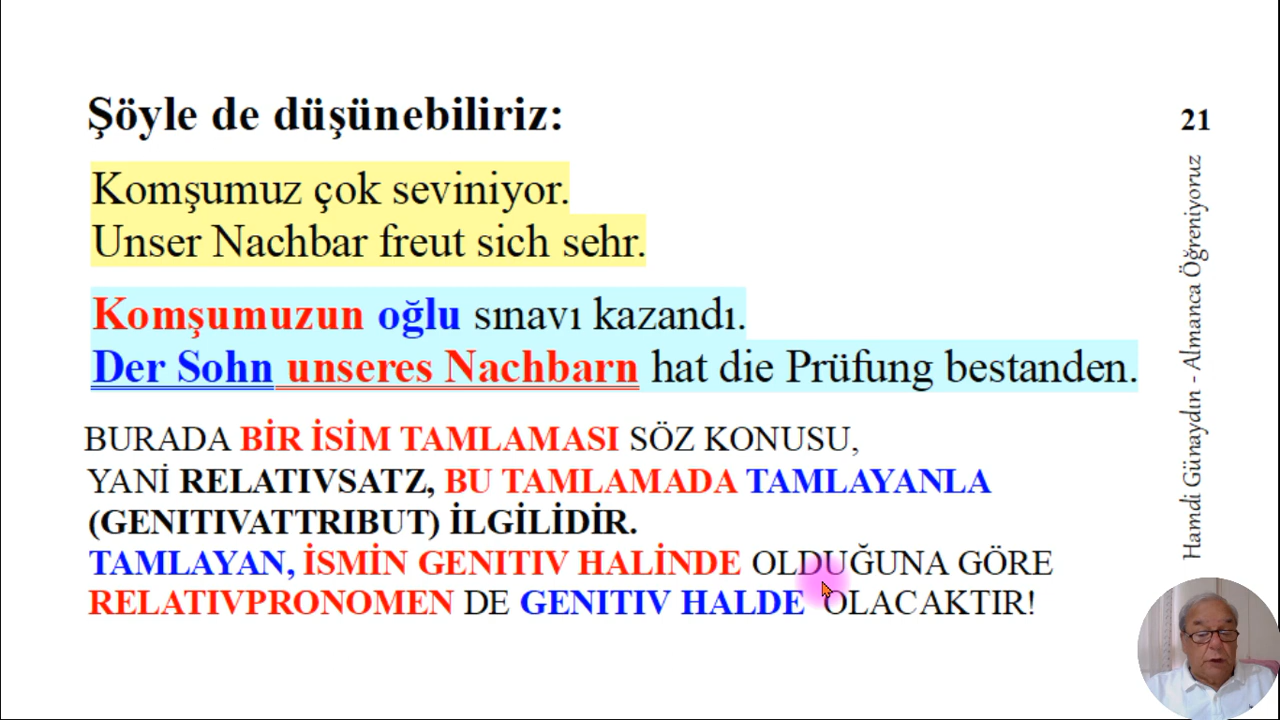 Şöyle de düşünebiliriz:
21
Komşumuz çok seviniyor.
Unser Nachbar freut sich sehr.
Komşumuzun oğlu sınavı kazandı.
Der Sohn unseres Nachbarn hat die Prüfung bestanden.
BURADA BİR İSİM TAMLAMASI SÖZ KONUSU,
YANİ RELATIVSATZ, BU TAMLAMADA TAMLAYANLA
(GENITIVATTRIBUT) İLGİLİDİR.
TAMLAYAN, İSMİN GENITIV HALİNDE OLDUĞUNA GÖRE
RELATIVPRONOMEN DE GENITIV HALDE OLACAKTIR!
Hamdi Günaydın - Almanca Öğreniyoruz